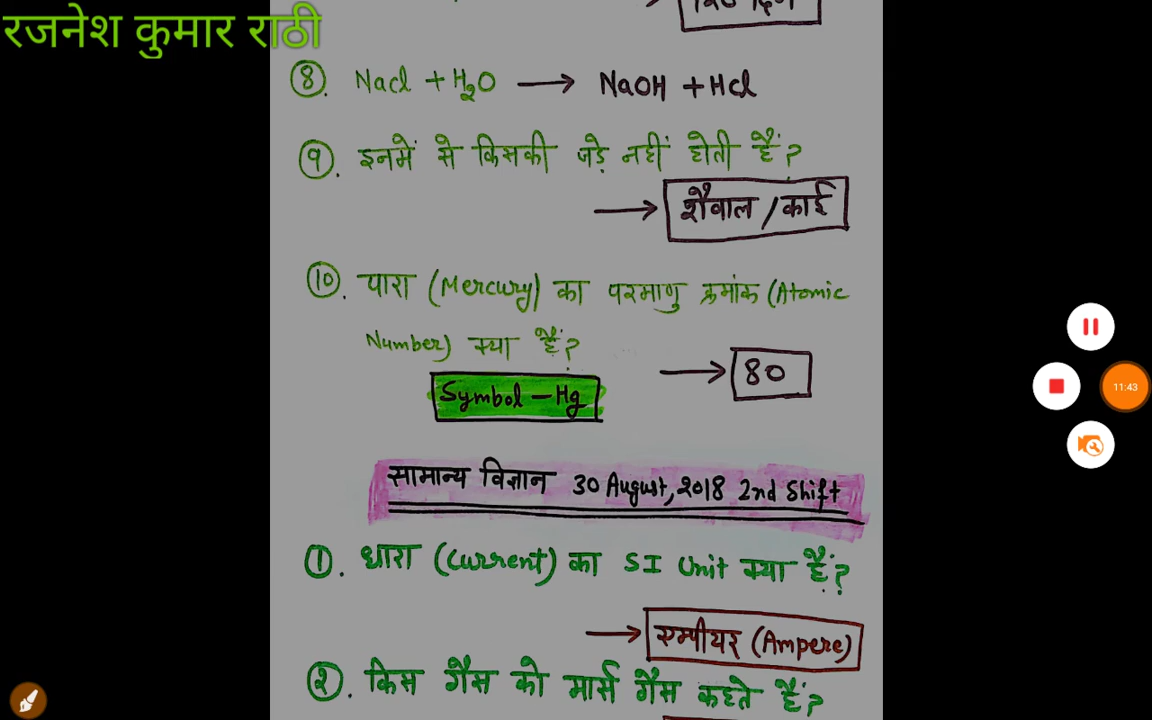 रजनेश कुमार राठी
⑧. Nacl + H₂O → NaOH + Hcl
⑨. इनमें से किसकी जड़े नहीं होती हैं?
→ शैवाल / काई
⑩. पारा (Mercury) का परमाणु क्रमांक (Atomic
Number) क्या हैं?
→ 80
Symbol - Hg
सामान्य विज्ञान 30 August, 2018 2nd Shift
①. धारा (Current) का SI Unit क्या हैं?
→ एम्पीयर (Ampere)
②. किस गैस को मार्स गैस कहते हैं?
11:43